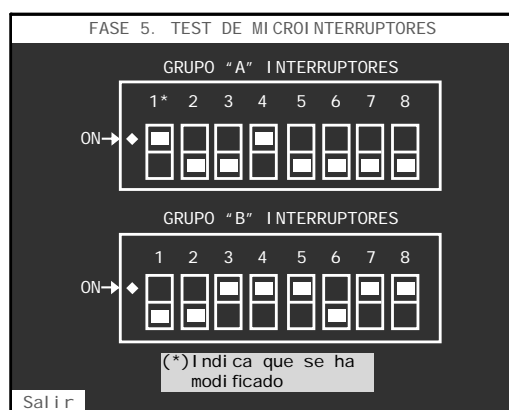 FASE 5. TEST DE MICROINTERRUPTORES
GRUPO “A” INTERRUPTORES
1* 2 3 4 5 6 7 8
ON
GRUPO “B” INTERRUPTORES
1 2 3 4 5 6 7 8
ON
(*)Indica que se ha
modificado
Salir